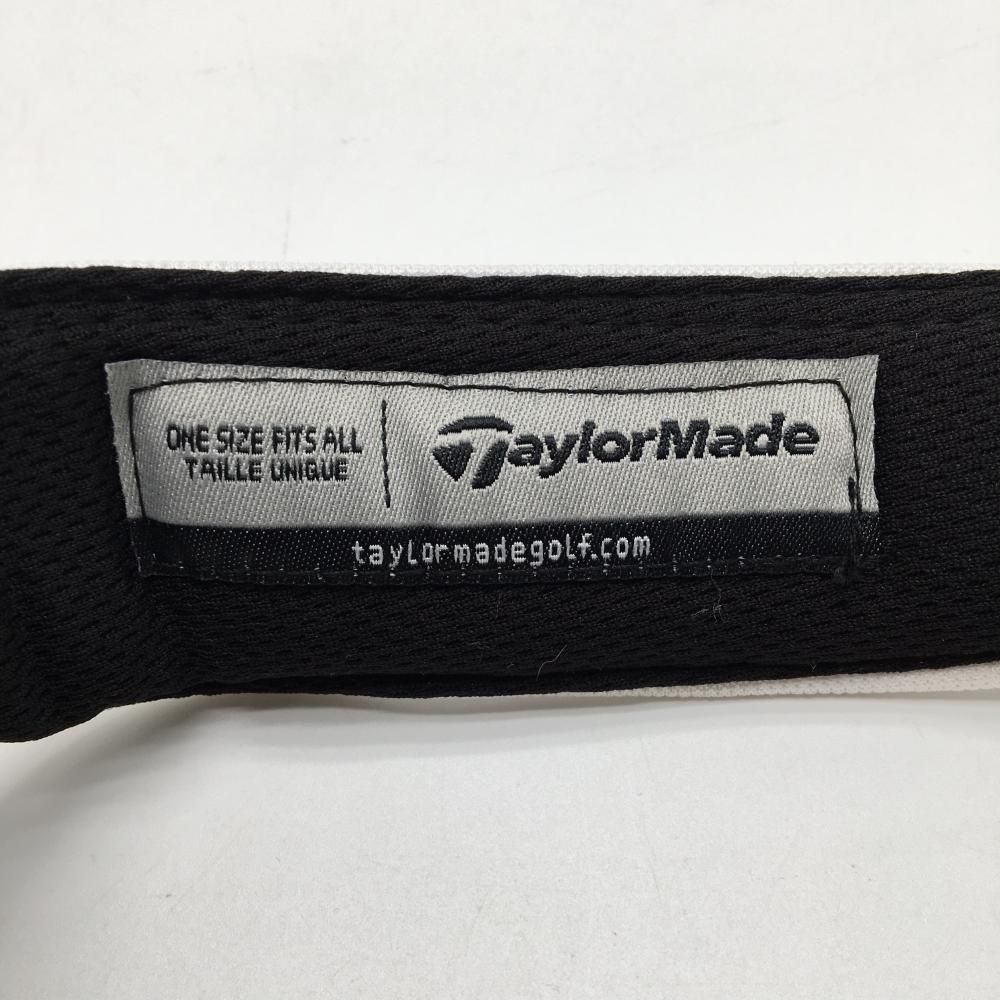 ONE SIZE FITS ALL
TAILLE UNIQUE
TaylorMade
taylormadegolf.com